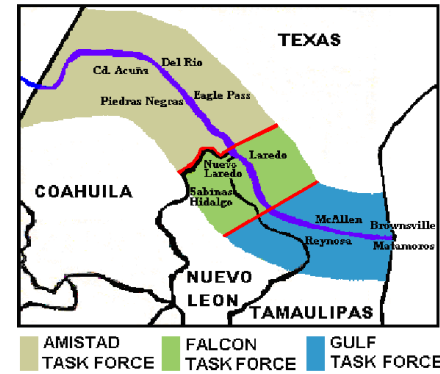 TEXAS
Del Rio
Cd. Acuña
Eagle Pass
Piedras Negras
Laredo
Nuevo
Laredo
COAHUILA
Sabinas
Hidalgo
McAllen
Brownsville
Reynosa
Matamoros
NUEVO
LEON
TAMAULIPAS
AMISTAD
TASK FORCE
FALCON
TASK FORCE
GULF
TASK FORCE